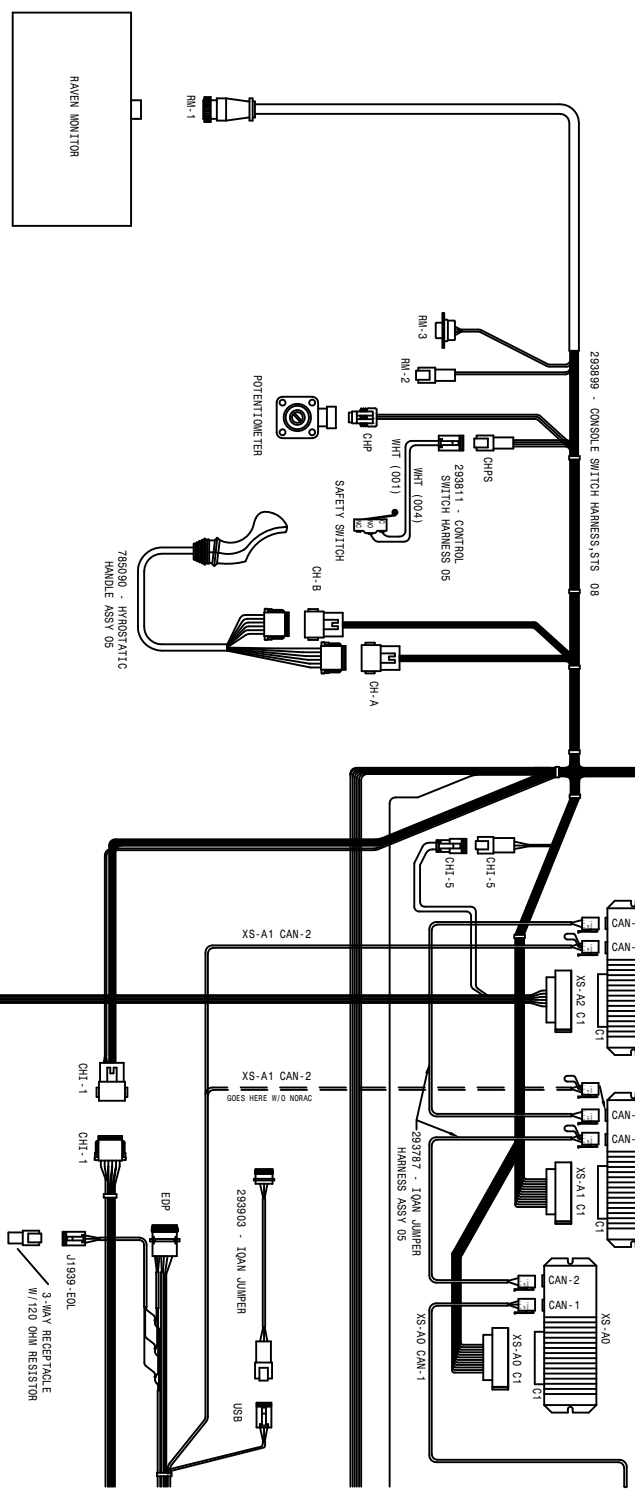 RAVEN MONITOR
RM-1
293899 - CONSOLE SWITCH HARNESS,STS 08
RM-3
RM-2
POTENTIOMETER
CHP
CHPS
293811 - CONTROL
SWITCH HARNESS 05
WHT (004)
WHT (001)
SAFETY SWITCH
C
NO
NC
785090 - HYROSTATIC
HANDLE ASSY 05
CH-B
CH-A
CHI-5
CHI-5
CAN-
CAN-
XS-A1 CAN-2
XS-A2 C1
C1
CHI-1
XS-A1 CAN-2
GOES HERE W/O NORAC
CAN-
CAN-
293787 - IQAN JUMPER
HARNESS ASSY 05
XS-A1 C1
C1
CHI-1
EDP
293903 - IQAN JUMPER
J1939-EOL
3-WAY RECEPTACLE
W/120 OHM RESISTOR
USB
CAN-2
CAN-1
XS-A0
XS-A0 CAN-1
XS-A0 C1
C1